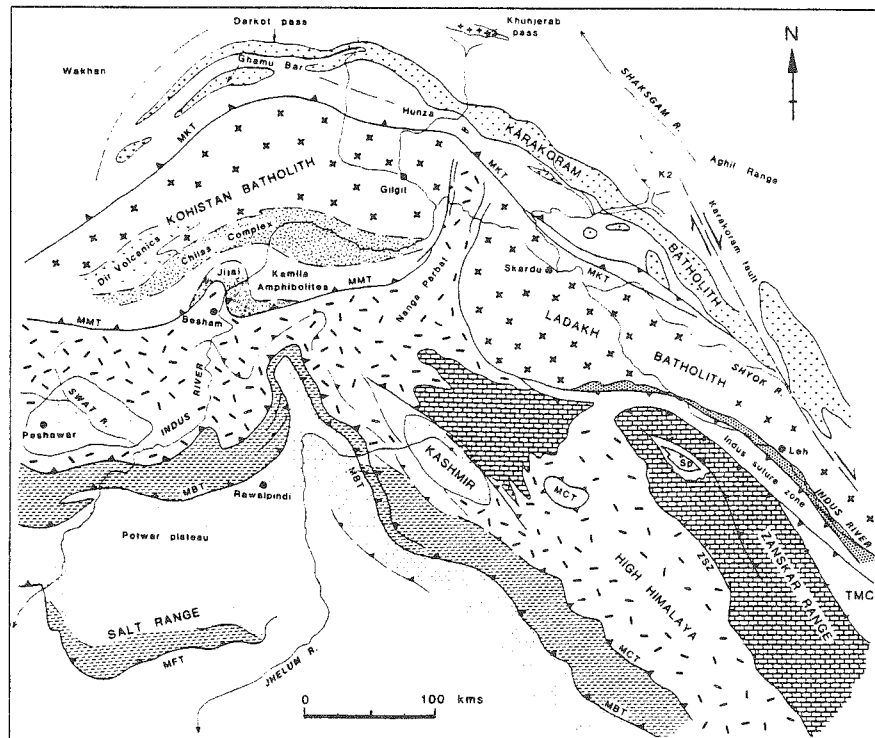 Darkot pass
Khunjerab
pass
N
Wakhan
Ghamu Bar
SHAKSGAM R.
Hunza
MKT
KARAKORAM
BATHOLITH
K2
Aghil Range
MKT
KOHISTAN BATHOLITH
Gilgit
Karakoram fault
Dir Volcanics
Chilas Complex
Skardu
MKT
Jijal
Kamila
Amphibolites
MMT
Nanga Parbat
MMT
Besham
LADAKH
BATHOLITH
SHYOK R.
SWAT R.
INDUS RIVER
Peshawar
Leh
Indus suture zone
INDUS RIVER
KASHMIR
Sp
MCT
MBT
MBT
Rawalpindi
Potwar plateau
ZSZ
ZANSKAR RANGE
HIGH HIMALAYA
TMC
SALT RANGE
MCT
MFT
JHELUM R.
0 100 kms
MBT